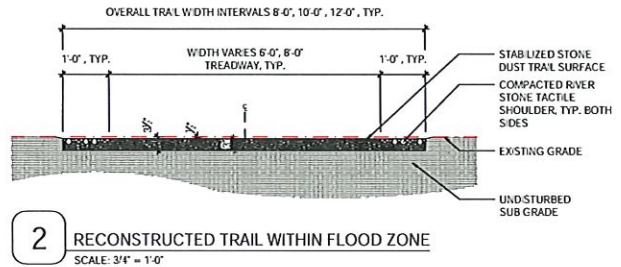 OVERALL TRAIL WIDTH INTERVALS 8'-0", 10'-0", 12'-0", TYP.
1'-0", TYP.
WIDTH VARIES 6'-0", 8'-0"
TREADWAY, TYP.
1'-0", TYP.
STABILIZED STONE
DUST TRAIL SURFACE
COMPACTED RIVER
STONE TACTILE
SHOULDER, TYP. BOTH
SIDES
EXISTING GRADE
UNDISTURBED
SUB GRADE
2
RECONSTRUCTED TRAIL WITHIN FLOOD ZONE
SCALE: 3/4" = 1'-0"